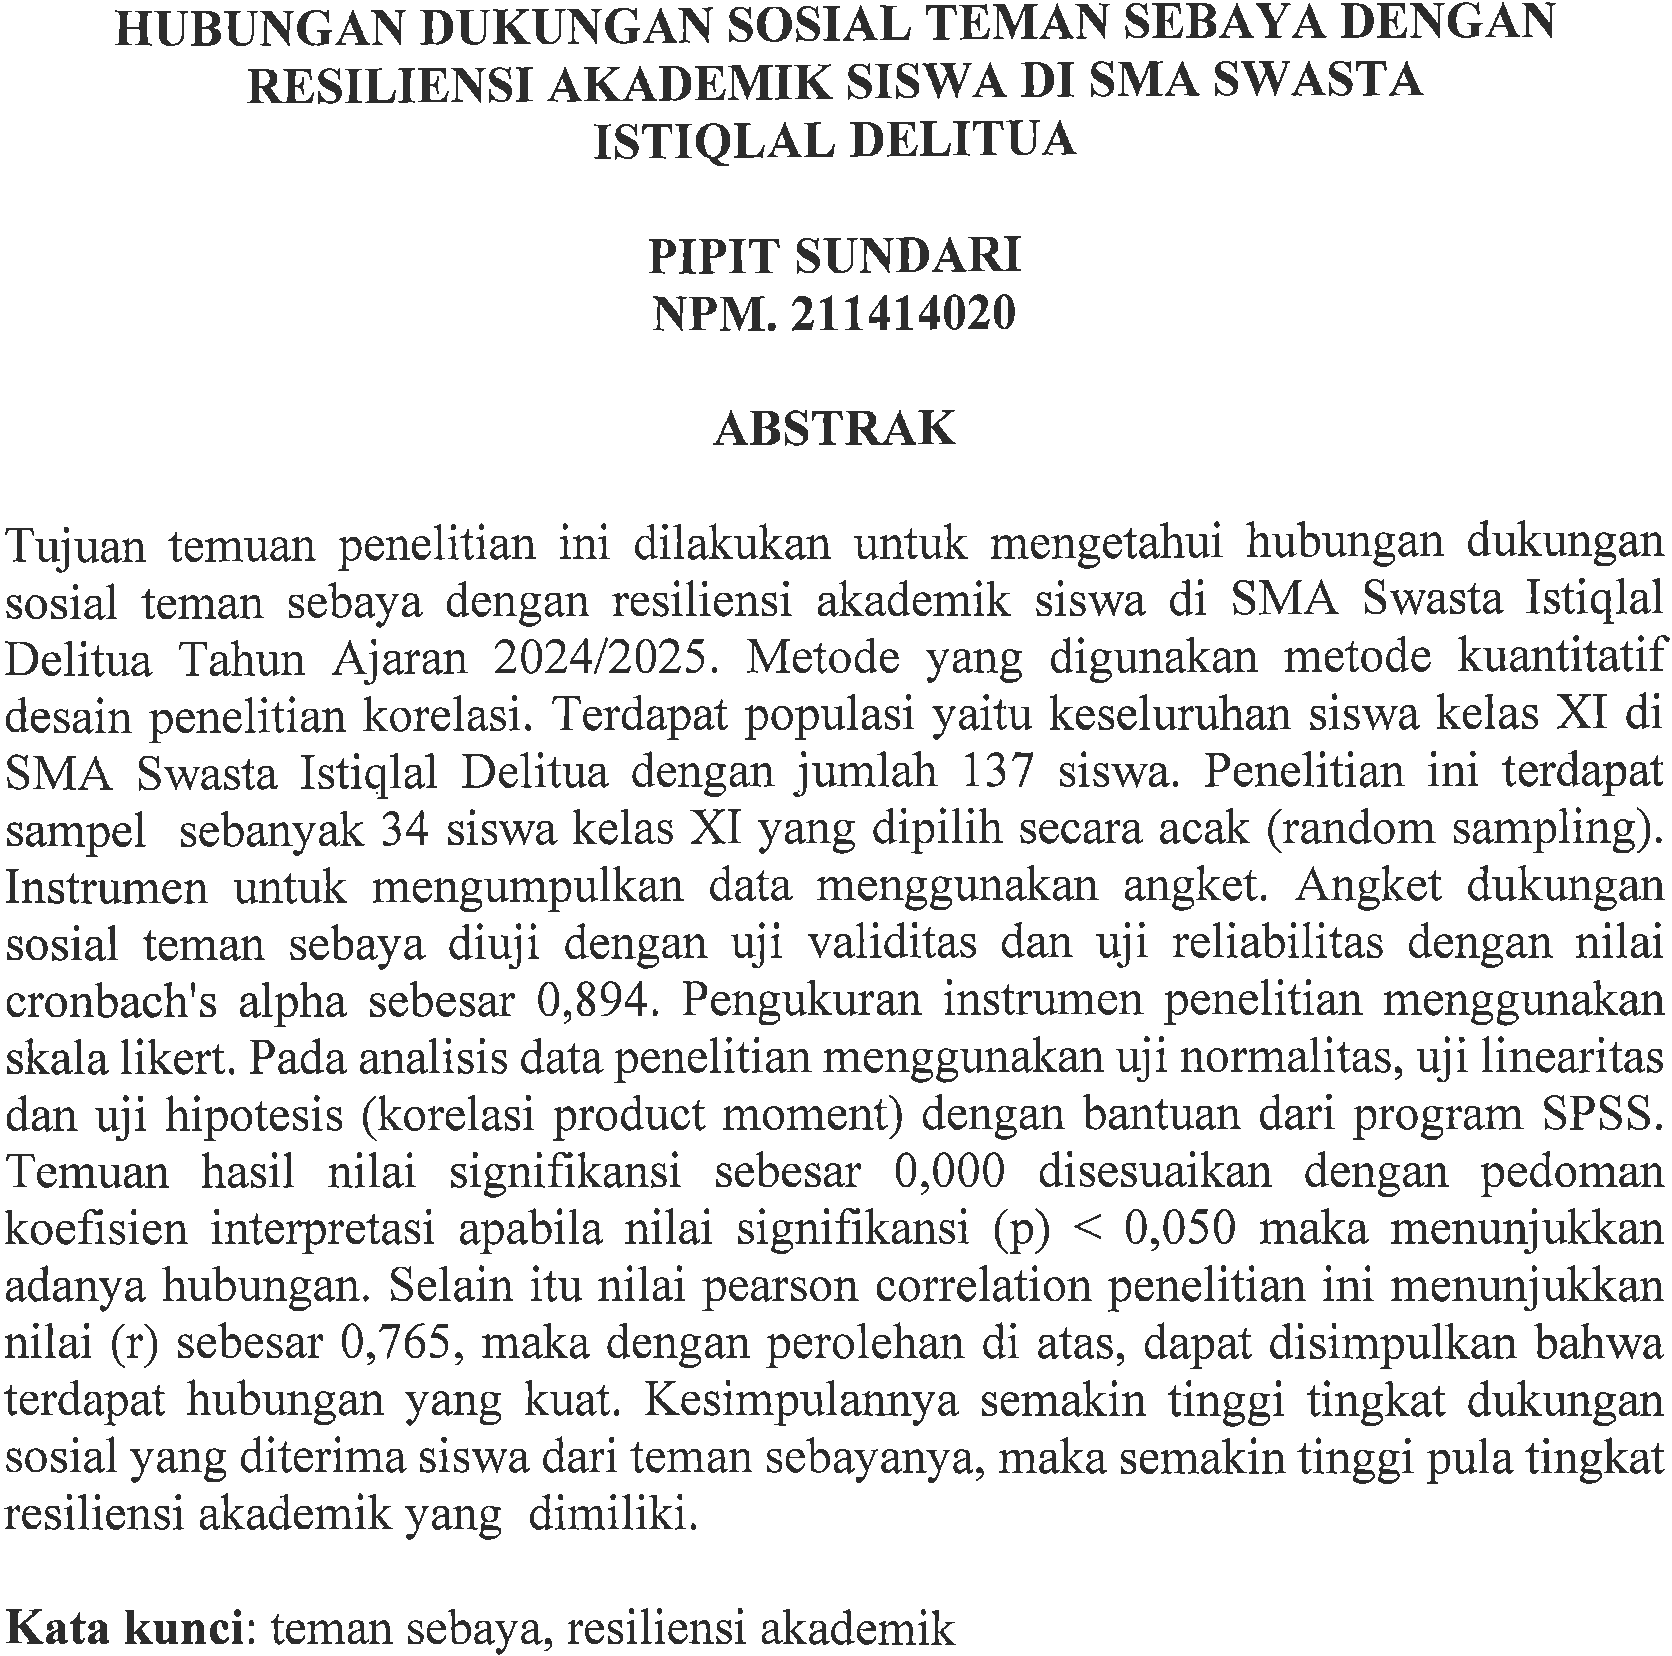 HUBUNGAN DUKUNGAN SOSIAL TEMAN SEBAYA DENGAN
RESILIENSI AKADEMIK SISWA DI SMA SWASTA
ISTIQLAL DELITUA
PIPIT SUNDARI
NPM. 211414020
ABSTRAK
Tujuan temuan penelitian ini dilakukan untuk mengetahui hubungan dukungan
sosial teman sebaya dengan resiliensi akademik siswa di SMA Swasta Istiqlal
Delitua Tahun Ajaran 2024/2025. Metode yang digunakan metode kuantitatif
desain penelitian korelasi. Terdapat populasi yaitu keseluruhan siswa kelas XI di
SMA Swasta Istiqlal Delitua dengan jumlah 137 siswa. Penelitian ini terdapat
sampel sebanyak 34 siswa kelas XI yang dipilih secara acak (random sampling).
Instrumen untuk mengumpulkan data menggunakan angket. Angket dukungan
sosial teman sebaya diuji dengan uji validitas dan uji reliabilitas dengan nilai
cronbach's alpha sebesar 0,894. Pengukuran instrumen penelitian menggunakan
skala likert. Pada analisis data penelitian menggunakan uji normalitas, uji linearitas
dan uji hipotesis (korelasi product moment) dengan bantuan dari program SPSS.
Temuan hasil nilai signifikansi sebesar 0,000 disesuaikan dengan pedoman
koefisien interpretasi apabila nilai signifikansi (p) < 0,050 maka menunjukkan
adanya hubungan. Selain itu nilai pearson correlation penelitian ini menunjukkan
nilai (r) sebesar 0,765, maka dengan perolehan di atas, dapat disimpulkan bahwa
terdapat hubungan yang kuat. Kesimpulannya semakin tinggi tingkat dukungan
sosial yang diterima siswa dari teman sebayanya, maka semakin tinggi pula tingkat
resiliensi akademik yang dimiliki.
Kata kunci: teman sebaya, resiliensi akademik